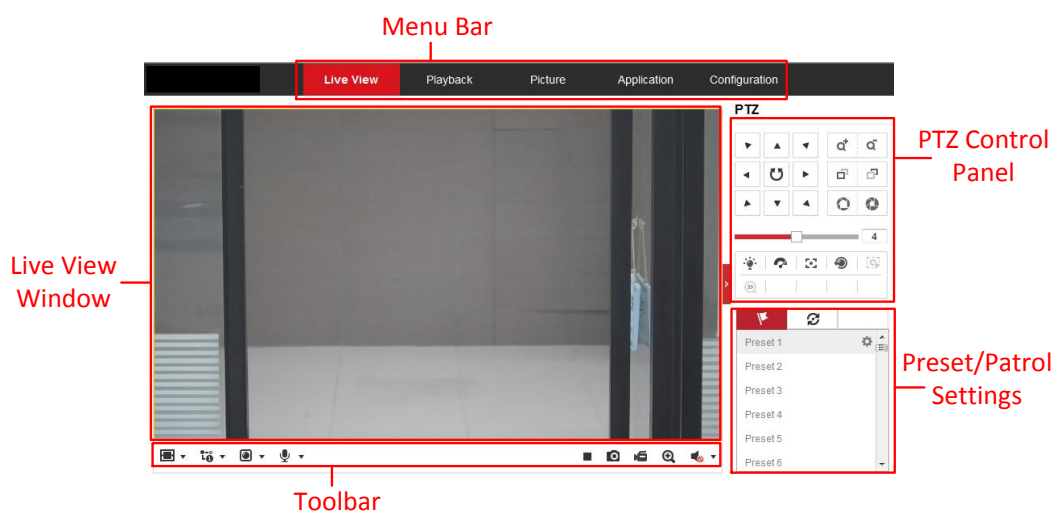 Menu Bar
Live View
Playback
Picture
Application
Configuration
PTZ
PTZ Control
Panel
4
Live View
Window
3D
Preset 1
Preset 2
Preset 3
Preset 4
Preset 5
Preset 6
Preset/Patrol
Settings
Toolbar